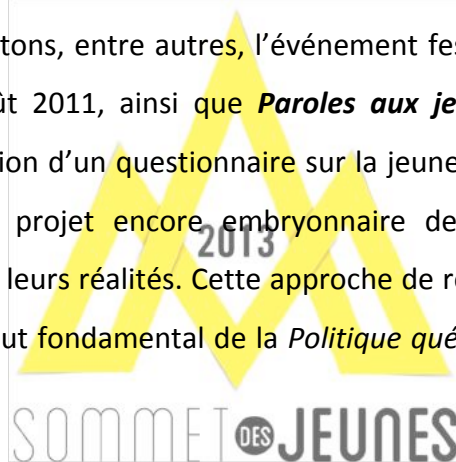 tons, entre autres, l'événement fes
ût 2011, ainsi que Paroles aux je
ion d'un questionnaire sur la jeune
projet encore embryonnaire de
2013
leurs réalités. Cette approche de r
ut fondamental de la Politique qué
SOMMET DES JEUNES